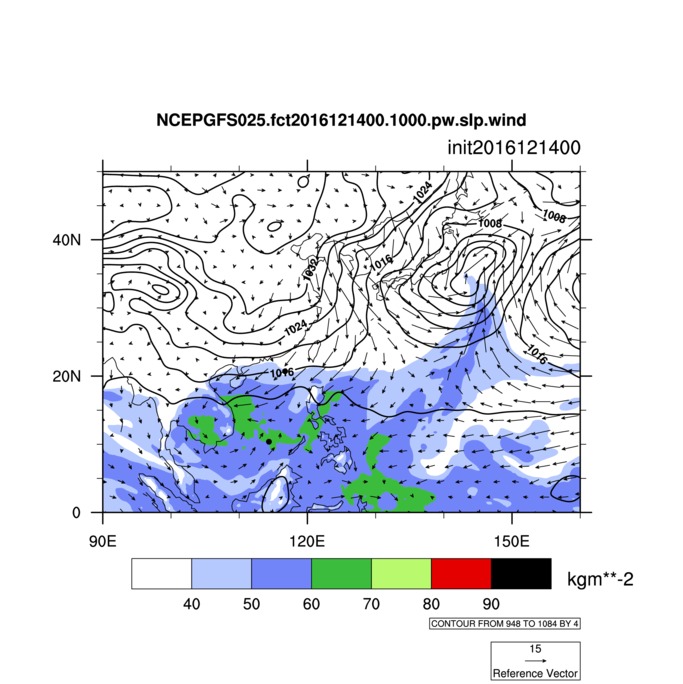 NCEPGFS025.fct2016121400.1000.pw.slp.wind
init2016121400
1024
1008
1008
40N
1016
1032
1024
1016
1016
20N
0
90E 120E 150E
kgm**-2
40 50 60 70 80 90
CONTOUR FROM 948 TO 1084 BY 4
15
Reference Vector